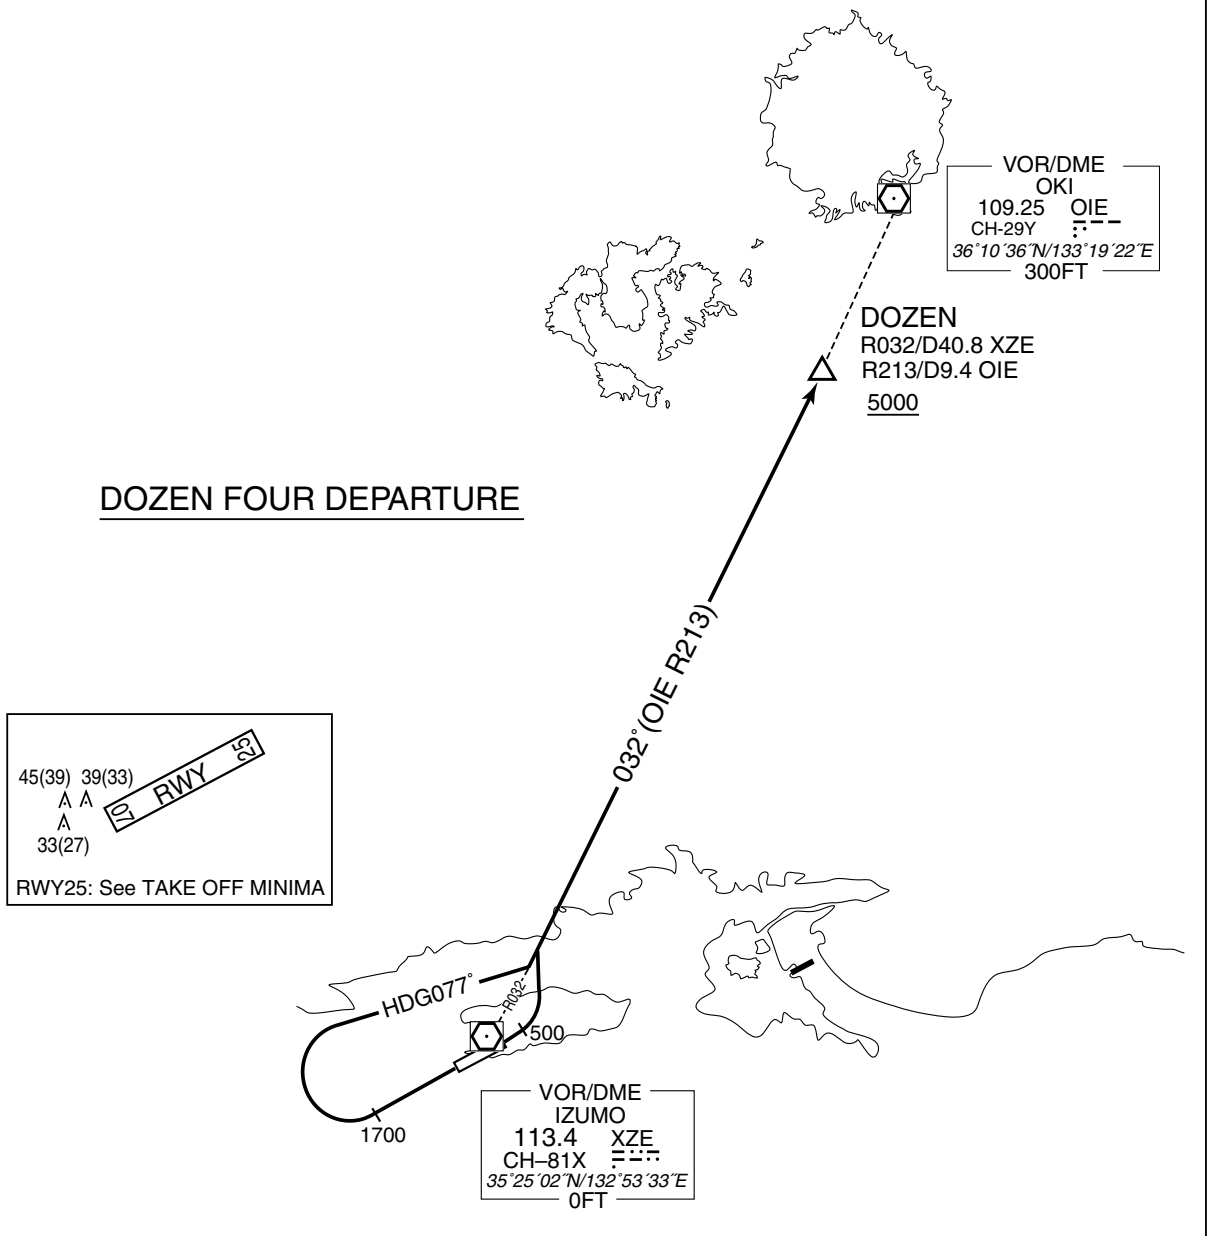 VOR/DME
OKI
109.25 OIE
CH-29Y
36°10´36˝N/133°19´22˝E
300FT
DOZEN
R032/D40.8 XZE
R213/D9.4 OIE
5000
DOZEN FOUR DEPARTURE
032°(OIE R213)
45(39) 39(33)
33(27)
07 RWY 25
RWY25: See TAKE OFF MINIMA
HDG077°
R032
500
1700
VOR/DME
IZUMO
113.4 XZE
CH–81X
35°25´02˝N/132°53´33˝E
0FT